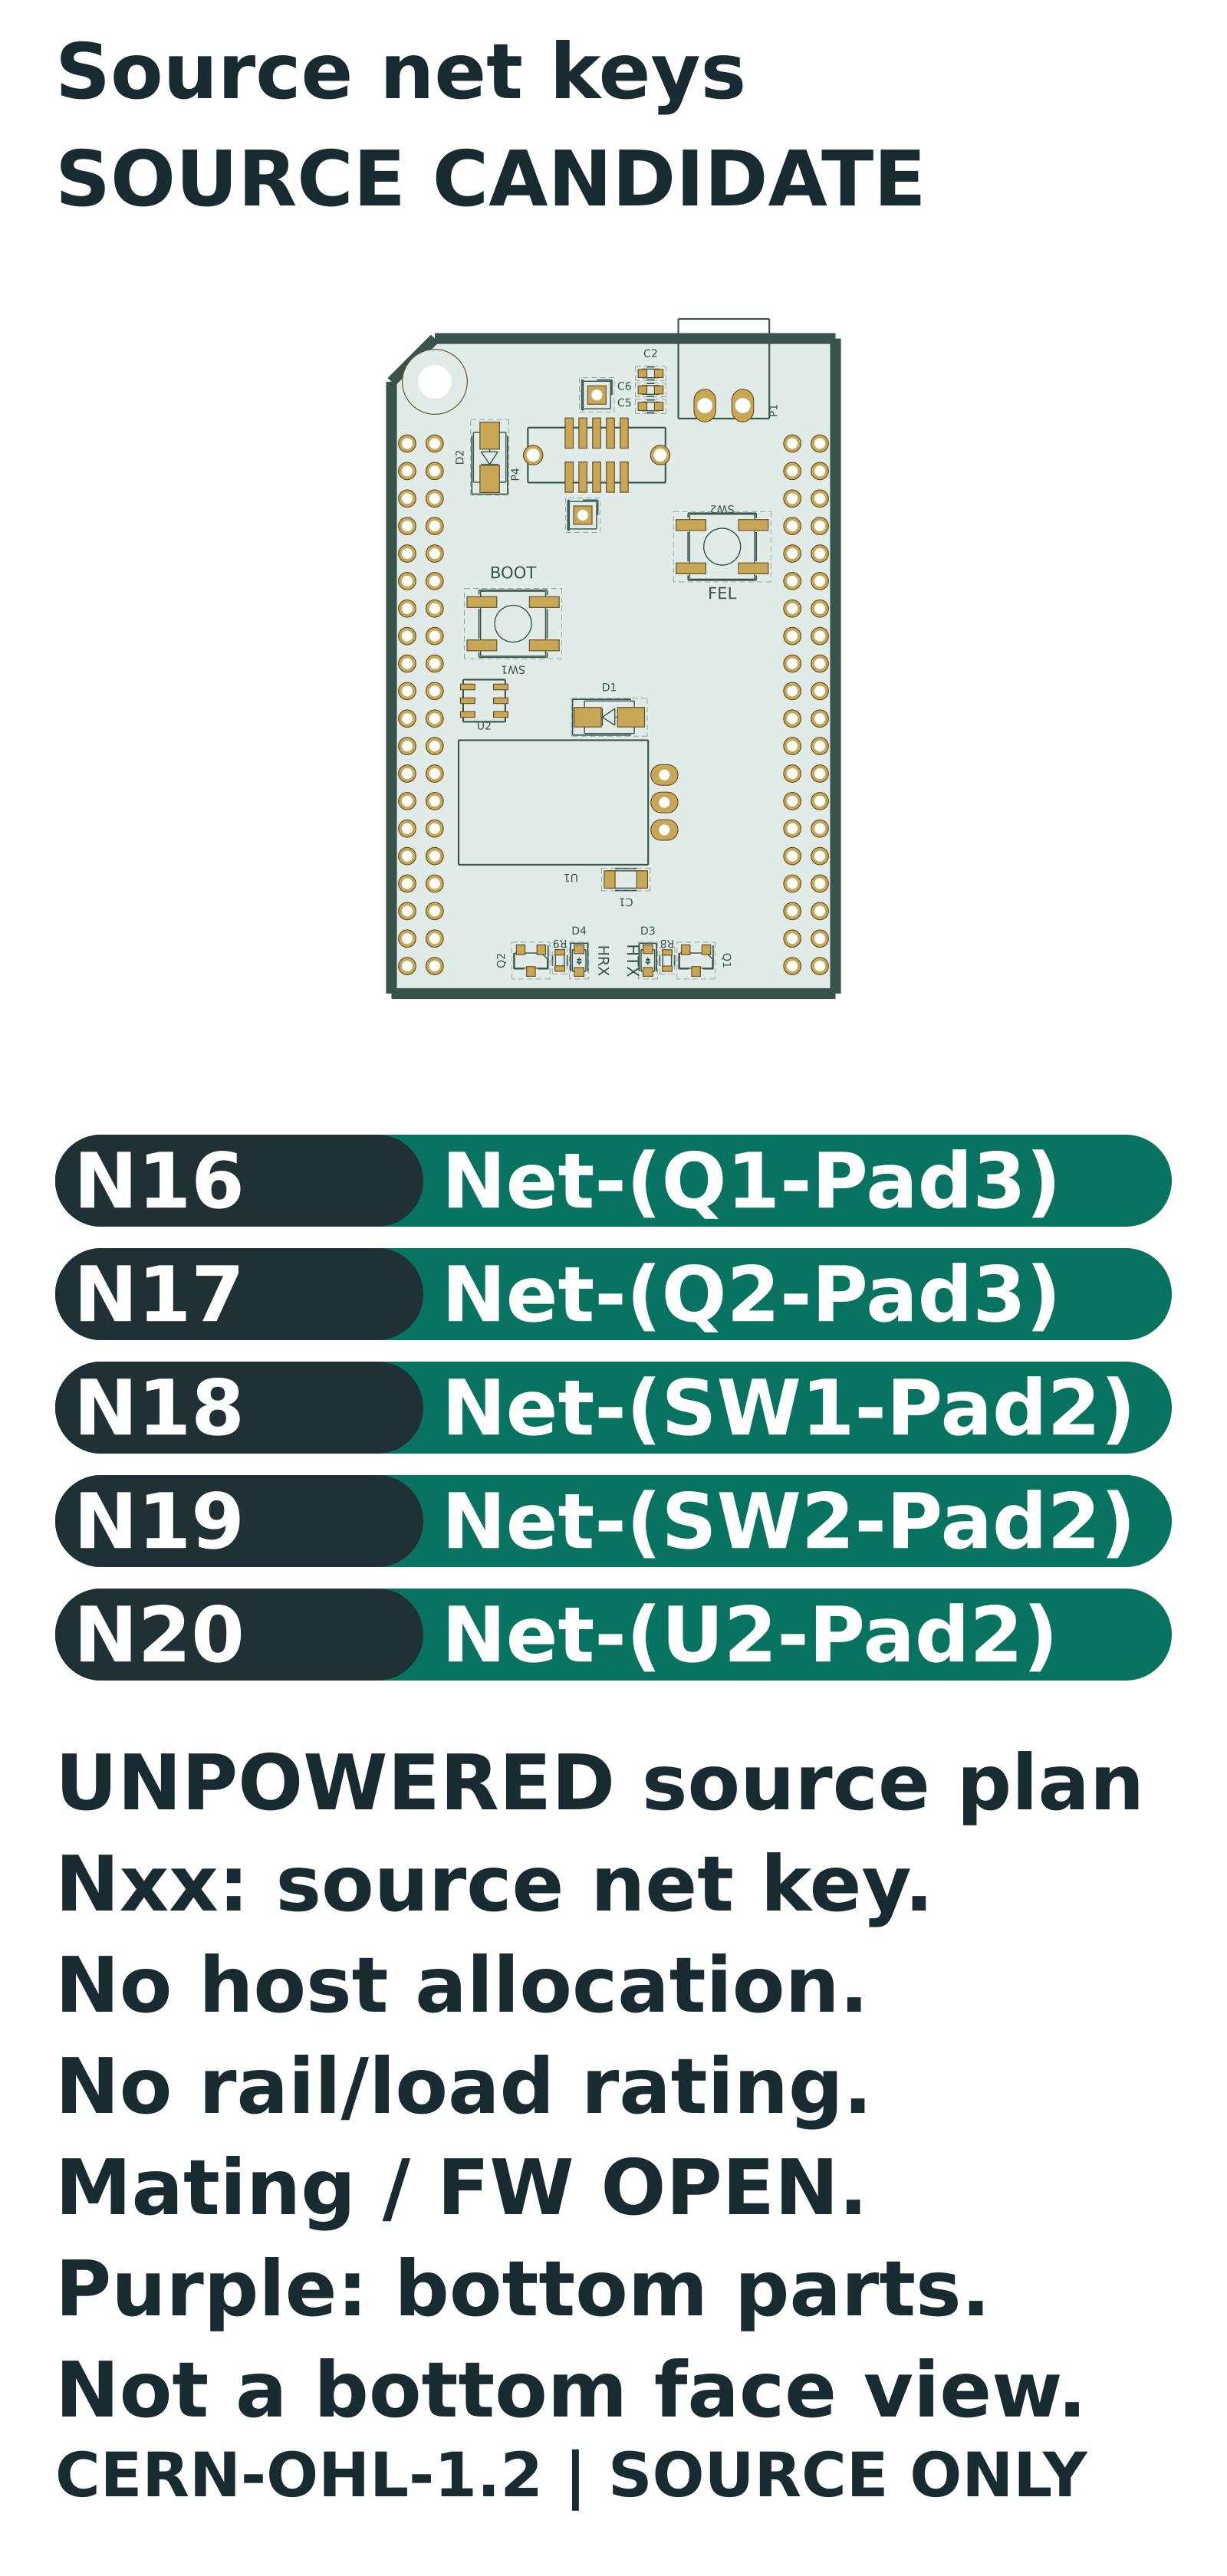 Source net keys
SOURCE CANDIDATE
C2
C6
C5
P1
D2
P4
SW2
BOOT
FEL
SW1
U2
D1
U1
C1
D4
D3
Q2
R9
HRX
HTX
R8
Q1
N16 Net-(Q1-Pad3)
N17 Net-(Q2-Pad3)
N18 Net-(SW1-Pad2)
N19 Net-(SW2-Pad2)
N20 Net-(U2-Pad2)
UNPOWERED source plan
Nxx: source net key.
No host allocation.
No rail/load rating.
Mating / FW OPEN.
Purple: bottom parts.
Not a bottom face view.
CERN-OHL-1.2 | SOURCE ONLY